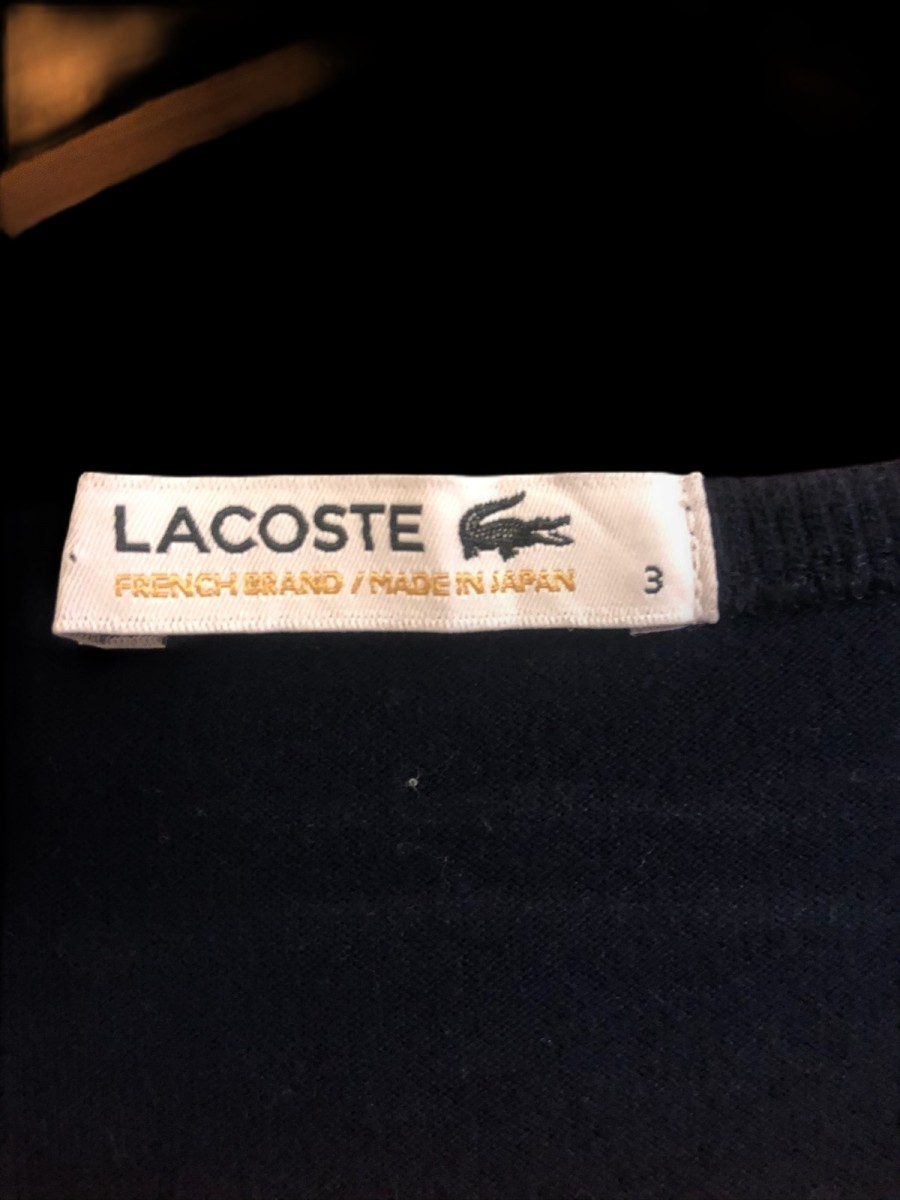 LACOSTE
FRENCH BRAND / MADE IN JAPAN
3